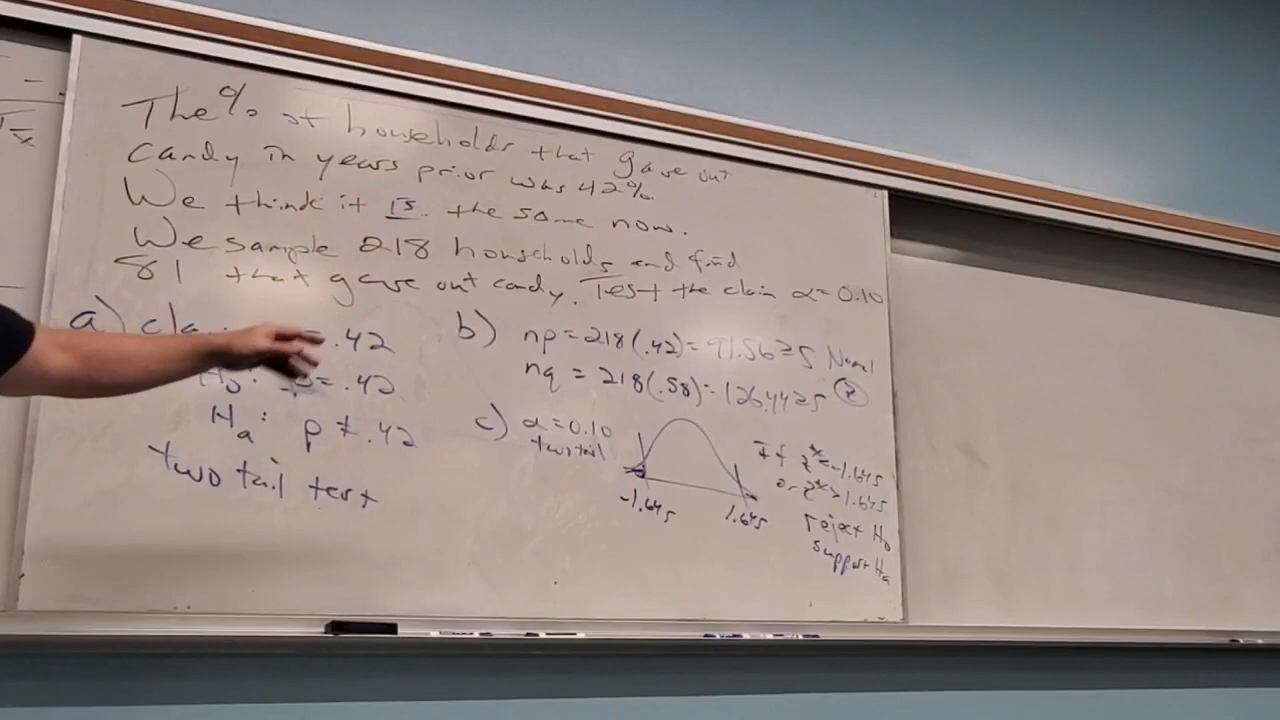 The % of households that gave out
candy in years prior was 42%.
We think it is the same now.
We sample 218 households and find
81 that gave out candy. Test the claim α=0.10
a) cla = .42
H₀: p = .42
Hₐ: p ≠ .42
two tail test
b) np = 218(.42) = 91.56 ≥ 5 Normal
nq = 218(.58) = 126.44 ≥ 5 z
c) α = 0.10
two tail
-1.645 1.645
If z* < -1.645
or z* > 1.645
reject H₀
support Hₐ